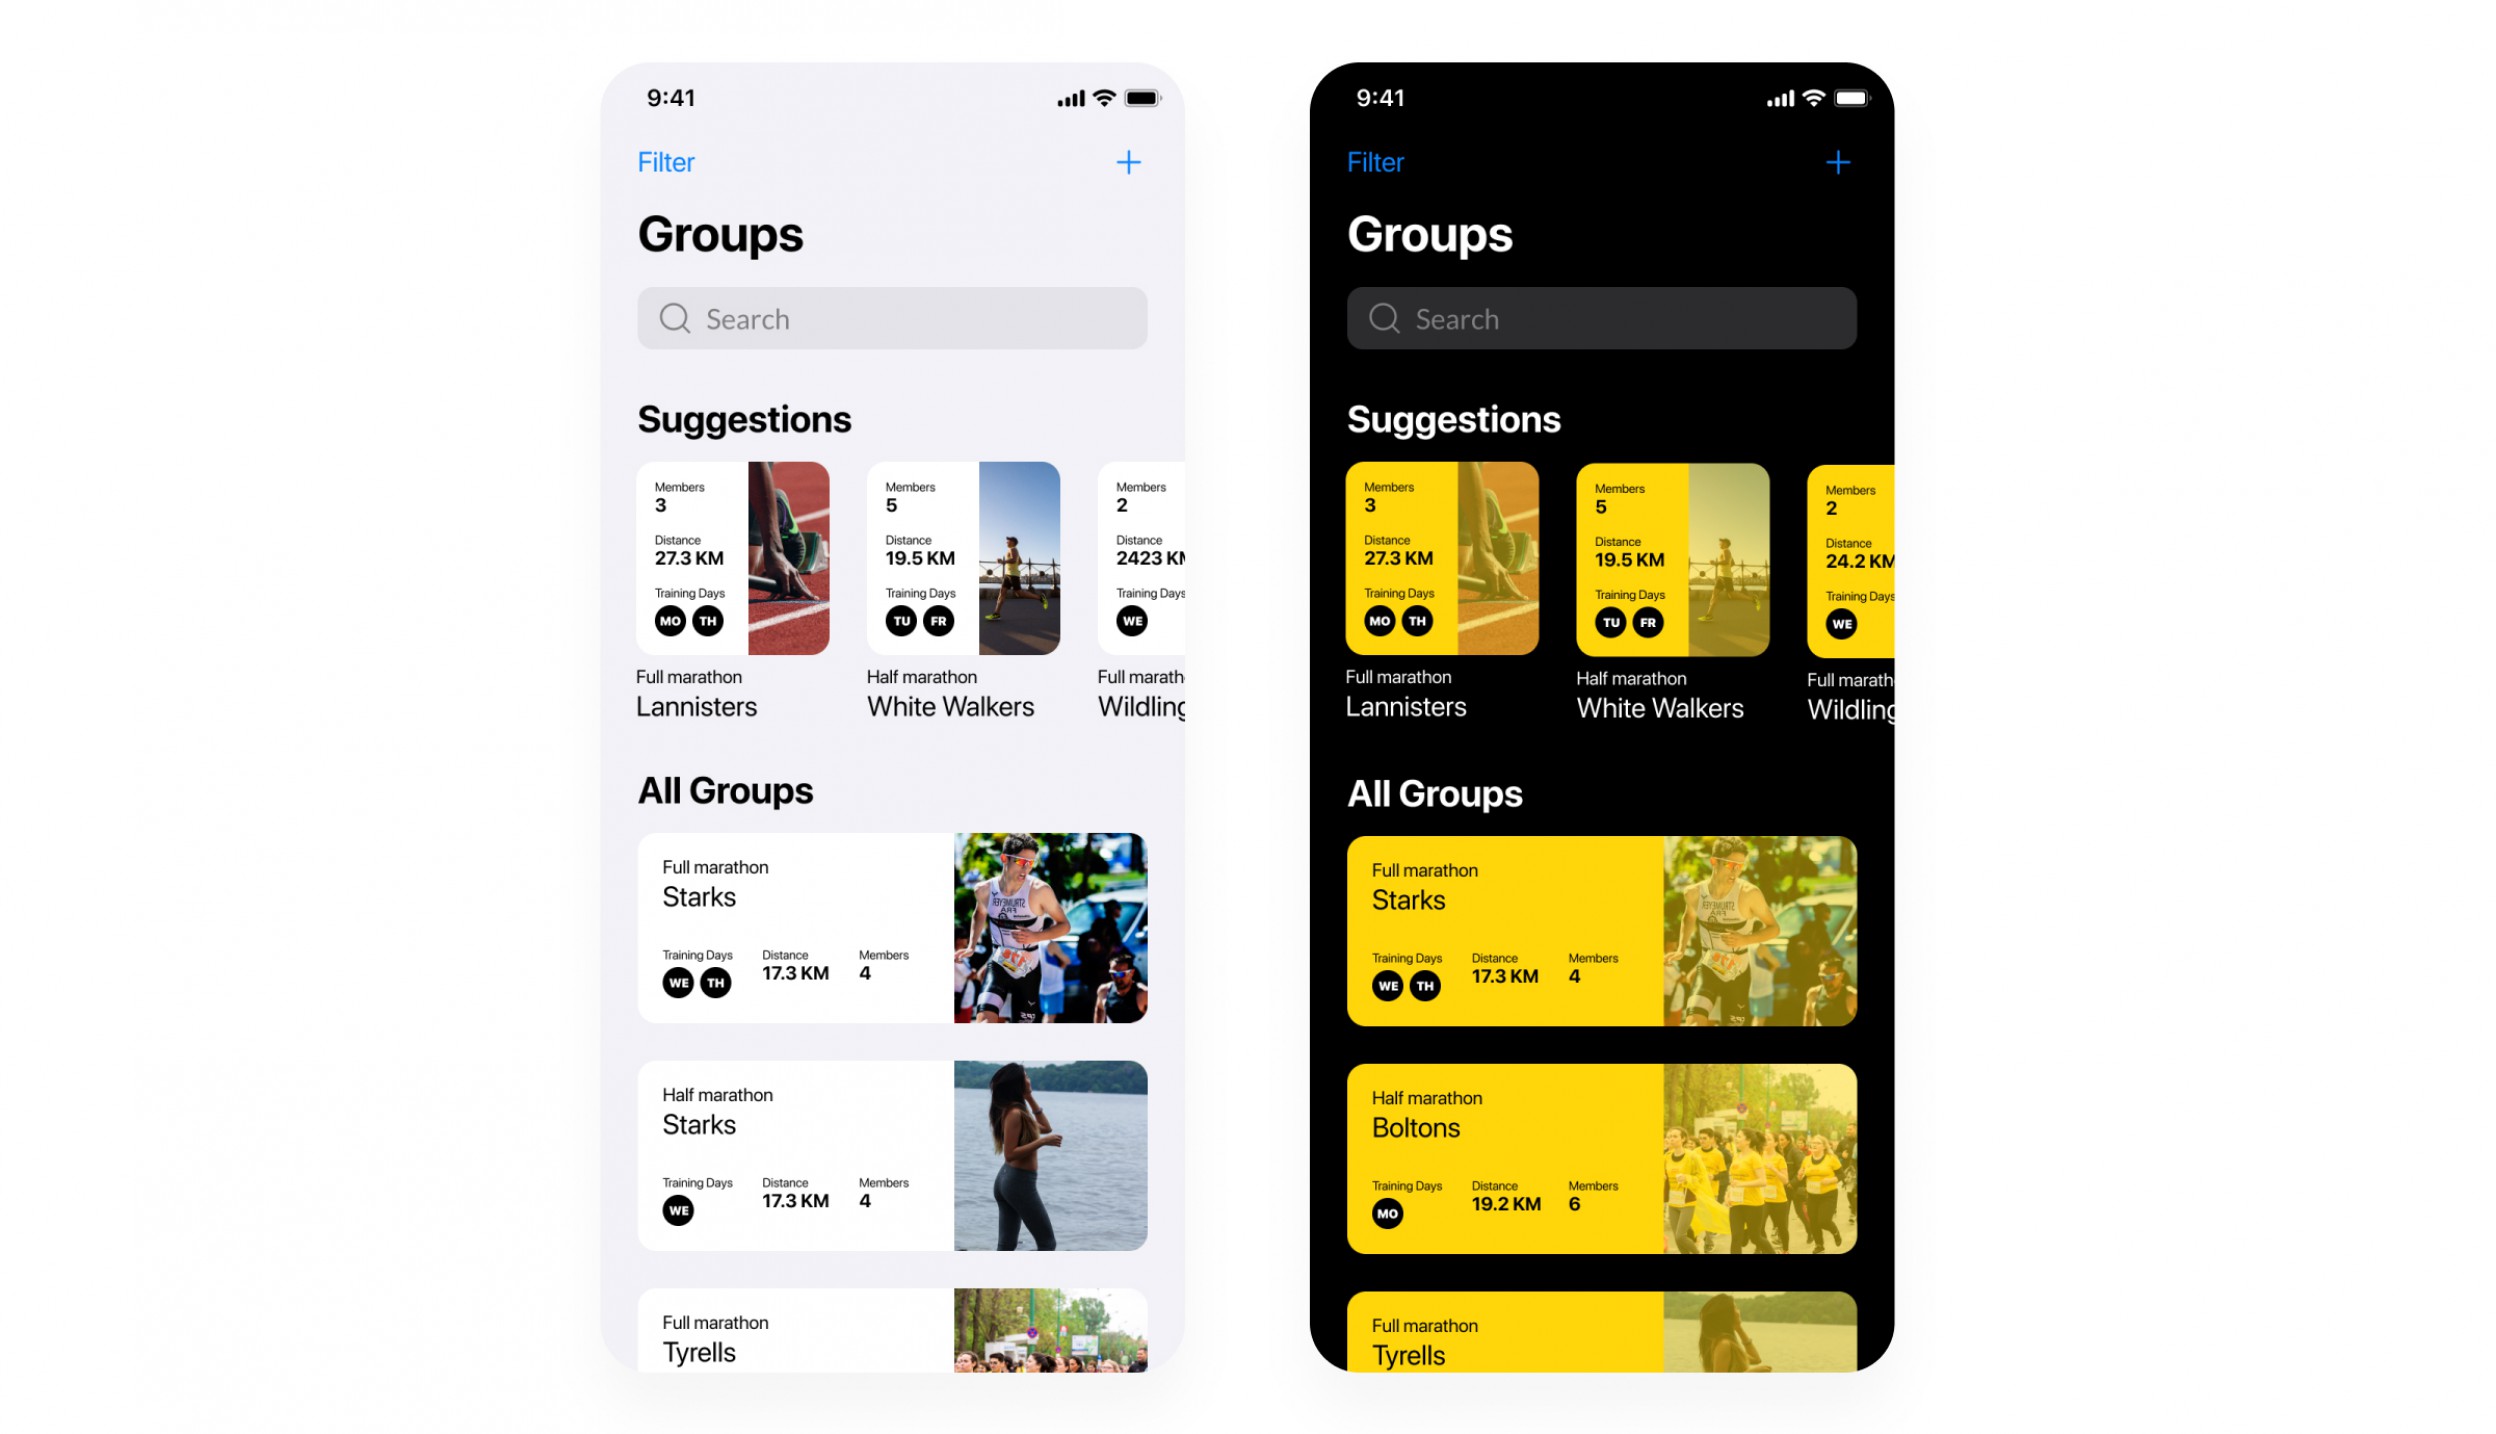 9:41
Filter
+
Groups
Search
Suggestions
Members
3
Distance
27.3 KM
Training Days
MO TH
Full marathon
Lannisters
Members
5
Distance
19.5 KM
Training Days
TU FR
Half marathon
White Walkers
Members
2
Distance
2423 KM
Training Days
WE
Full marath
Wildling
All Groups
Full marathon
Starks
Training Days Distance Members
WE TH 17.3 KM 4
Half marathon
Starks
Training Days Distance Members
WE 17.3 KM 4
Full marathon
Tyrells
9:41
Filter
+
Groups
Search
Suggestions
Members
3
Distance
27.3 KM
Training Days
MO TH
Full marathon
Lannisters
Members
5
Distance
19.5 KM
Training Days
TU FR
Half marathon
White Walkers
Members
2
Distance
24.2 KM
Training Days
WE
Full marath
Wildling
All Groups
Full marathon
Starks
Training Days Distance Members
WE TH 17.3 KM 4
Half marathon
Boltons
Training Days Distance Members
MO 19.2 KM 6
Full marathon
Tyrells